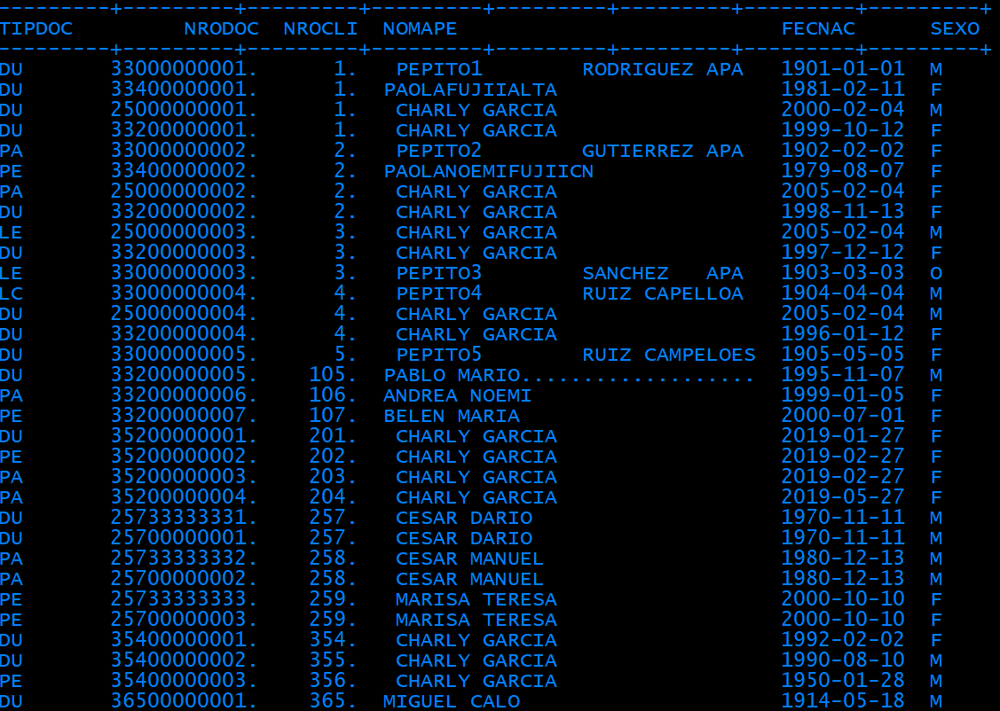 ---------+---------+---------+---------+---------+---------+---------+---------+
TIPDOC         NRODOC  NROCLI  NOMAPE                          FECNAC      SEXO
---------+---------+---------+---------+---------+---------+---------+---------+
DU       33000000001.      1.   PEPITO1        RODRIGUEZ APA   1901-01-01  M
DU       33400000001.      1.  PAOLAFUJIIALTA                  1981-02-11  F
DU       25000000001.      1.   CHARLY GARCIA                  2000-02-04  M
DU       33200000001.      1.   CHARLY GARCIA                  1999-10-12  F
PA       33000000002.      2.   PEPITO2        GUTIERREZ APA   1902-02-02  F
PE       33400000002.      2.  PAOLANOEMIFUJIICN               1979-08-07  F
PA       25000000002.      2.   CHARLY GARCIA                  2005-02-04  F
DU       33200000002.      2.   CHARLY GARCIA                  1998-11-13  F
LE       25000000003.      3.   CHARLY GARCIA                  2005-02-04  M
DU       33200000003.      3.   CHARLY GARCIA                  1997-12-12  F
LE       33000000003.      3.   PEPITO3        SANCHEZ   APA   1903-03-03  O
LC       33000000004.      4.   PEPITO4        RUIZ CAPELLOA   1904-04-04  M
DU       25000000004.      4.   CHARLY GARCIA                  2005-02-04  M
DU       33200000004.      4.   CHARLY GARCIA                  1996-01-12  F
DU       33000000005.      5.   PEPITO5        RUIZ CAMPELOES  1905-05-05  F
DU       33200000005.    105.  PABLO MARIO...................  1995-11-07  M
PA       33200000006.    106.  ANDREA NOEMI                    1999-01-05  F
PE       33200000007.    107.  BELEN MARIA                     2000-07-01  F
DU       35200000001.    201.   CHARLY GARCIA                  2019-01-27  F
PE       35200000002.    202.   CHARLY GARCIA                  2019-02-27  F
PA       35200000003.    203.   CHARLY GARCIA                  2019-02-27  F
PA       35200000004.    204.   CHARLY GARCIA                  2019-05-27  F
DU       25733333331.    257.   CESAR DARIO                    1970-11-11  M
DU       25700000001.    257.   CESAR DARIO                    1970-11-11  M
PA       25733333332.    258.   CESAR MANUEL                   1980-12-13  M
PA       25700000002.    258.   CESAR MANUEL                   1980-12-13  M
PE       25733333333.    259.   MARISA TERESA                  2000-10-10  F
PE       25700000003.    259.   MARISA TERESA                  2000-10-10  F
DU       35400000001.    354.   CHARLY GARCIA                  1992-02-02  F
DU       35400000002.    355.   CHARLY GARCIA                  1990-08-10  M
PE       35400000003.    356.   CHARLY GARCIA                  1950-01-28  M
DU       36500000001.    365.  MIGUEL CALO                     1914-05-18  M